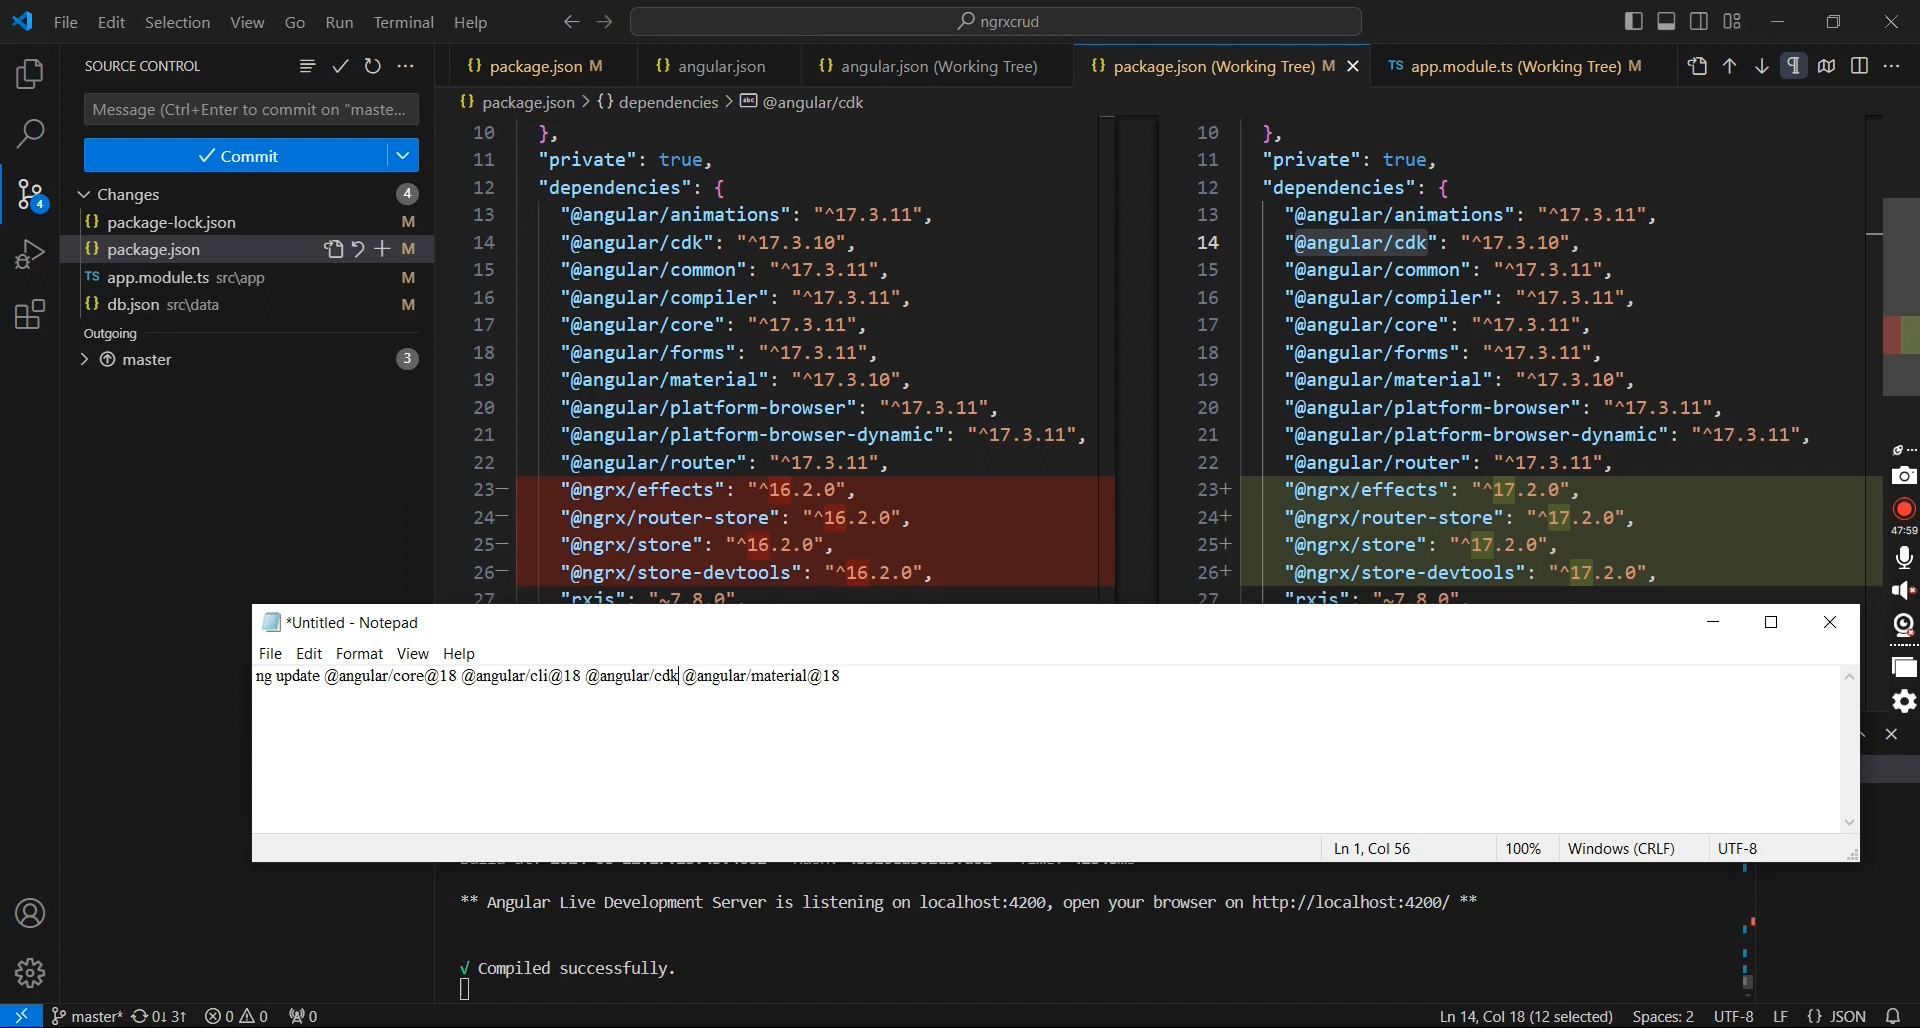 File Edit Selection View Go Run Terminal Help
ngrxcrud
SOURCE CONTROL
package.json M
angular.json
angular.json (Working Tree)
package.json (Working Tree) M
TS app.module.ts (Working Tree) M
package.json > {} dependencies > @angular/cdk
Message (Ctrl+Enter to commit on "maste...
Commit
Changes 4
package-lock.json M
package.json M
TS app.module.ts src\app M
db.json src\data M
Outgoing
master 3
4
10 },
11 "private": true,
12 "dependencies": {
13 "@angular/animations": "^17.3.11",
14 "@angular/cdk": "^17.3.10",
15 "@angular/common": "^17.3.11",
16 "@angular/compiler": "^17.3.11",
17 "@angular/core": "^17.3.11",
18 "@angular/forms": "^17.3.11",
19 "@angular/material": "^17.3.10",
20 "@angular/platform-browser": "^17.3.11",
21 "@angular/platform-browser-dynamic": "^17.3.11",
22 "@angular/router": "^17.3.11",
23− "@ngrx/effects": "^16.2.0",
24− "@ngrx/router-store": "^16.2.0",
25− "@ngrx/store": "^16.2.0",
26− "@ngrx/store-devtools": "^16.2.0",
27 "rxjs": "~7.8.0",
10 },
11 "private": true,
12 "dependencies": {
13 "@angular/animations": "^17.3.11",
14 "@angular/cdk": "^17.3.10",
15 "@angular/common": "^17.3.11",
16 "@angular/compiler": "^17.3.11",
17 "@angular/core": "^17.3.11",
18 "@angular/forms": "^17.3.11",
19 "@angular/material": "^17.3.10",
20 "@angular/platform-browser": "^17.3.11",
21 "@angular/platform-browser-dynamic": "^17.3.11",
22 "@angular/router": "^17.3.11",
23+ "@ngrx/effects": "^17.2.0",
24+ "@ngrx/router-store": "^17.2.0",
25+ "@ngrx/store": "^17.2.0",
26+ "@ngrx/store-devtools": "^17.2.0",
27 "rxjs": "~7.8.0",
47:59
*Untitled - Notepad
File Edit Format View Help
ng update @angular/core@18 @angular/cli@18 @angular/cdk @angular/material@18
Ln 1, Col 56 100% Windows (CRLF) UTF-8
** Angular Live Development Server is listening on localhost:4200, open your browser on http://localhost:4200/ **
√ Compiled successfully.
master* 0↓ 3↑ 0 0 0
Ln 14, Col 18 (12 selected) Spaces: 2 UTF-8 LF {} JSON